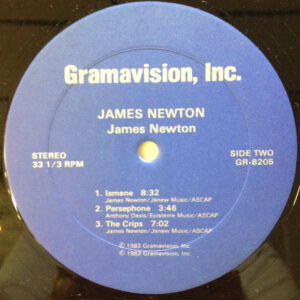 Gramavision, Inc.
JAMES NEWTON
James Newton
STEREO
33 1/3 RPM
SIDE TWO
GR-8205
1. Ismene 8:32
James Newton/Janew Music/ASCAP
2. Persephone 3:46
Anthony Davis/Episteme Music/ASCAP
3. The Crips 7:02
James Newton/Janew Music/ASCAP
© 1983 Gramavision, Inc.
℗ 1983 Gramavision, Inc.